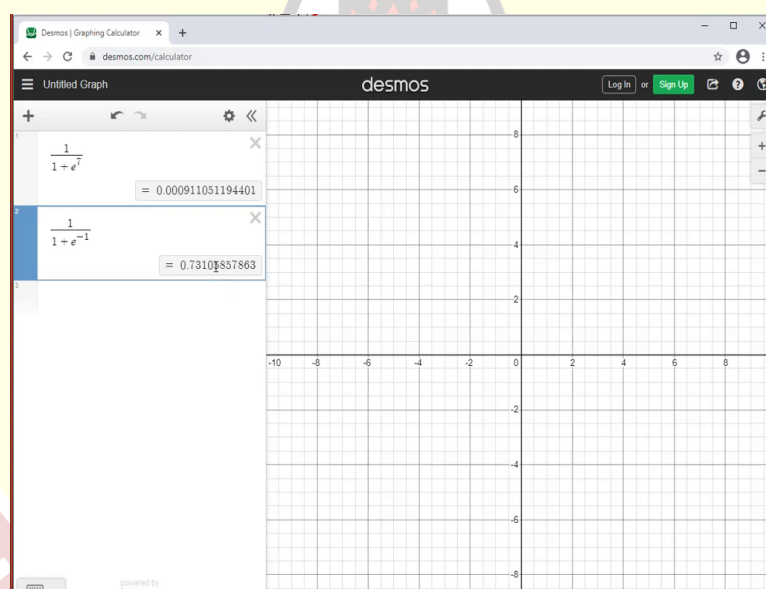 Desmos | Graphing Calculator
desmos.com/calculator
Untitled Graph
desmos
Log In or Sign Up
1
1
1 + e^7
= 0.000911051194401
2
1
1 + e^-1
= 0.73105857863
3
8
6
4
2
-10 -8 -6 -4 -2 0 2 4 6 8
-2
-4
-6
-8
powered by